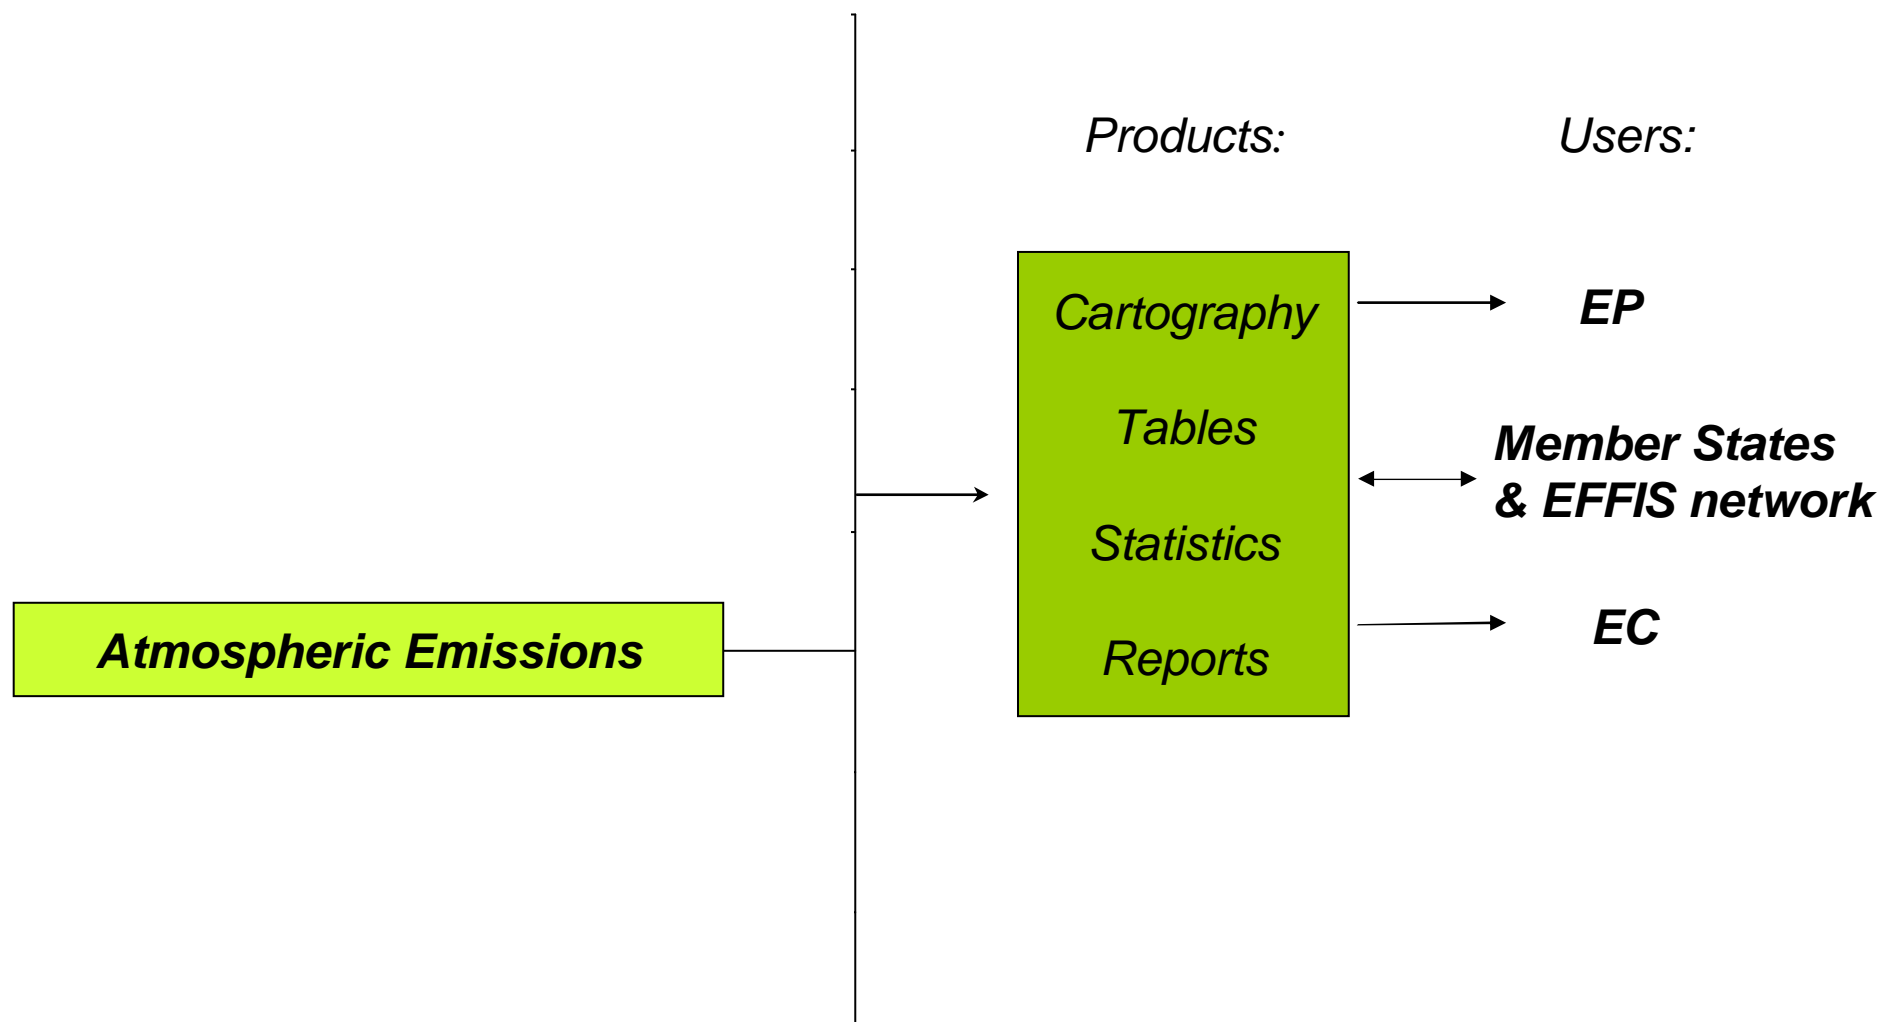 Products:
Users:
Cartography
EP
Tables
Member States
& EFFIS network
Statistics
EC
Atmospheric Emissions
Reports